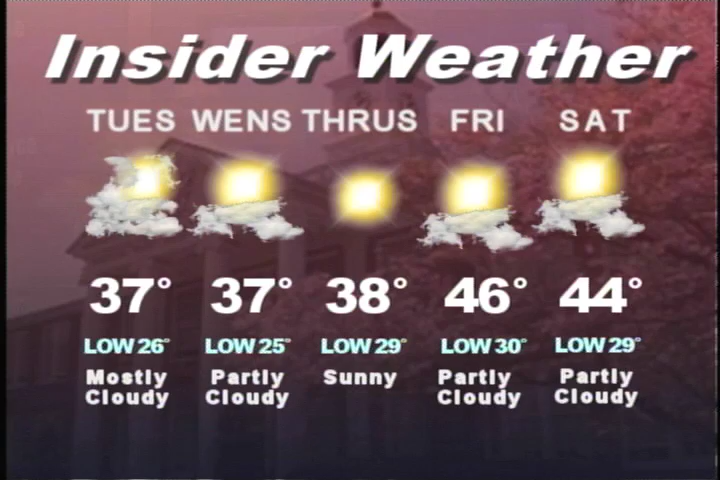 Insider Weather
TUES WENS THRUS FRI SAT
37° 37° 38° 46° 44°
LOW 26° LOW 25° LOW 29° LOW 30° LOW 29°
Mostly Partly Sunny Partly Partly
Cloudy Cloudy Cloudy Cloudy